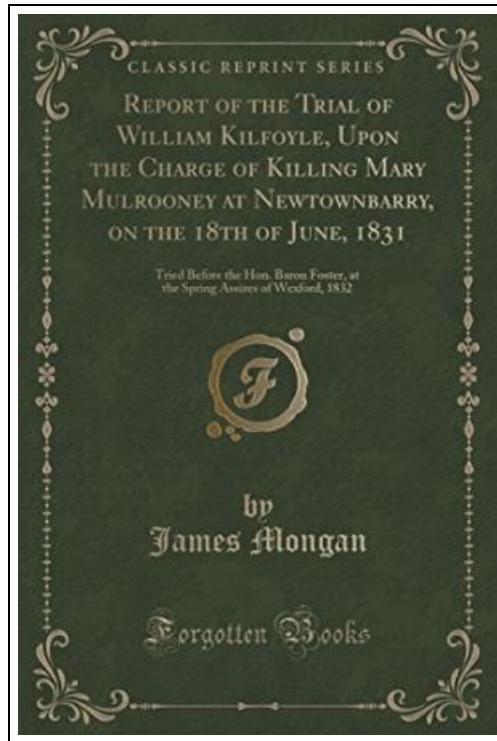 CLASSIC REPRINT SERIES
REPORT OF THE TRIAL OF
WILLIAM KILFOYLE, UPON
THE CHARGE OF KILLING MARY
MULROONEY AT NEWTOWNBARRY,
ON THE 18TH OF JUNE, 1831
Tried Before the Hon. Baron Foster, at
the Spring Assizes of Wexford, 1832
F
by
James Mongan
Forgotten Books